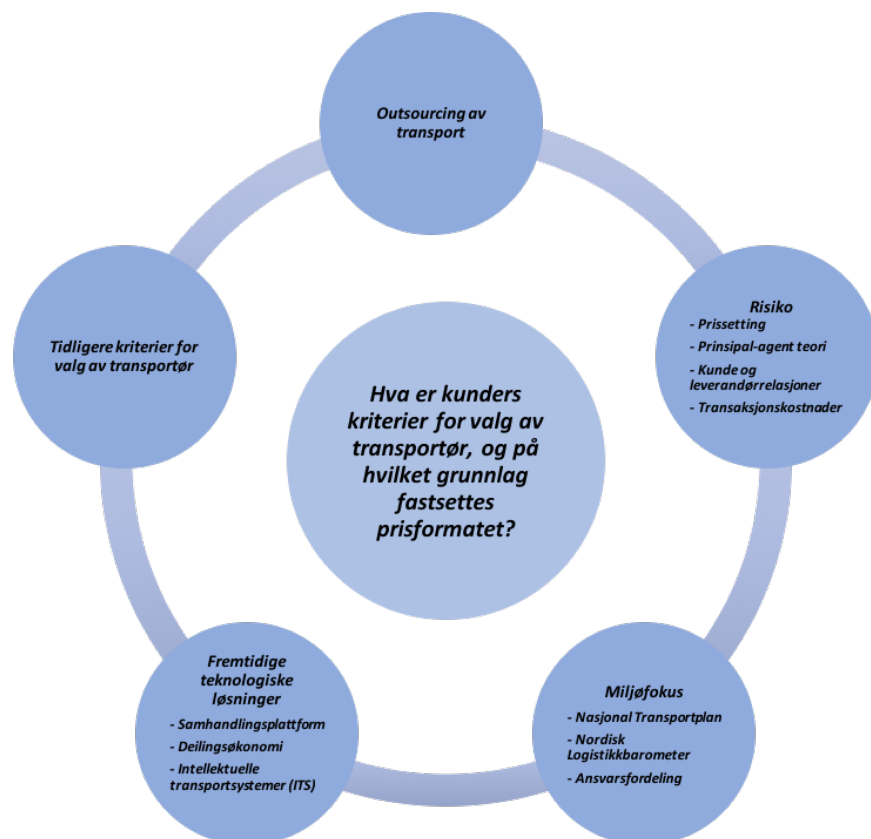 Outsourcing av
transport
Risiko
- Prissetting
- Prinsipal-agent teori
- Kunde og
leverandørrelasjoner
- Transaksjonskostnader
Miljøfokus
- Nasjonal Transportplan
- Nordisk
Logistikkbarometer
- Ansvarsfordeling
Fremtidige
teknologiske
løsninger
- Samhandlingsplattform
- Deilingsøkonomi
- Intellektuelle
transportsystemer (ITS)
Tidligere kriterier for
valg av transportør
Hva er kunders
kriterier for valg av
transportør, og på
hvilket grunnlag
fastsettes
prisformatet?